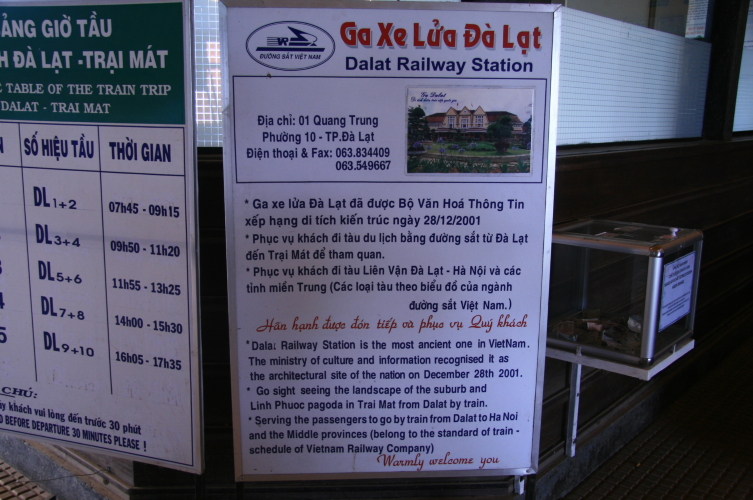 ẢNG GIỜ TÀU
H ĐÀ LẠT -TRẠI MÁT
TABLE OF THE TRAIN TRIP
DALAT - TRAI MAT
SỐ HIỆU TÀU THỜI GIAN
DL 1+2 07h45 - 09h15
DL 3+4 09h50 - 11h20
DL 5+6 11h55 - 13h25
DL 7+8 14h00 - 15h30
DL 9+10 16h05 - 17h35
CHÚ:
khách vui lòng đến trước 30 phút
BEFORE DEPARTURE 30 MINUTES PLEASE !
ĐƯỜNG SẮT VIỆT NAM
Ga Xe Lửa Đà Lạt
Dalat Railway Station
Địa chỉ: 01 Quang Trung
Phường 10 - TP.Đà Lạt
Điện thoại & Fax: 063.834409
063.549667
Ga Dalat
* Ga xe lửa Đà Lạt đã được Bộ Văn Hoá Thông Tin
xếp hạng di tích kiến trúc ngày 28/12/2001
* Phục vụ khách đi tàu du lịch bằng đường sắt từ Đà Lạt
đến Trại Mát để tham quan.
* Phục vụ khách đi tàu Liên Vận Đà Lạt - Hà Nội và các
tỉnh miền Trung (Các loại tàu theo biểu đồ của ngành
đường sắt Việt Nam.)
Hân hạnh được đón tiếp và phục vụ Quý khách
*Dalat Railway Station is the most ancient one in VietNam.
The ministry of culture and information recognised it as
the architectural site of the nation on December 28th 2001.
* Go sight seeing the landscape of the suburb and
Linh Phuoc pagoda in Trai Mat from Dalat by train.
*Serving the passengers to go by train from Dalat to Ha Noi
and the Middle provinces (belong to the standard of train -
schedule of Vietnam Railway Company)
Warmly welcome you